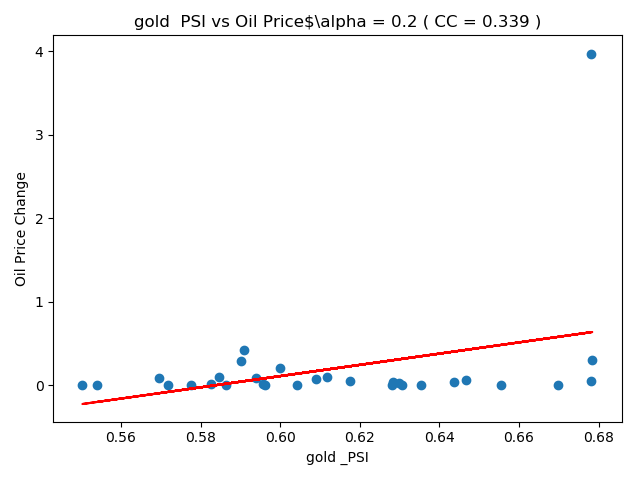 gold  PSI vs Oil Price$\alpha = 0.2 ( CC = 0.339 )
4
3
2
1
0
Oil Price Change
0.56 0.58 0.60 0.62 0.64 0.66 0.68
gold _PSI